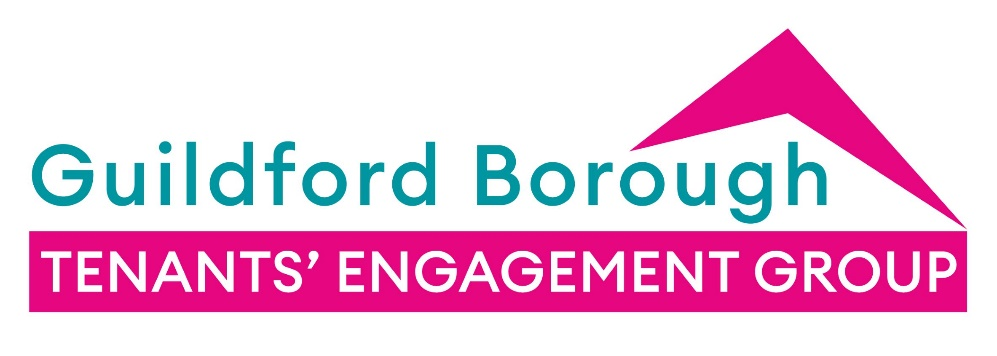 Guildford Borough
TENANTS’ ENGAGEMENT GROUP